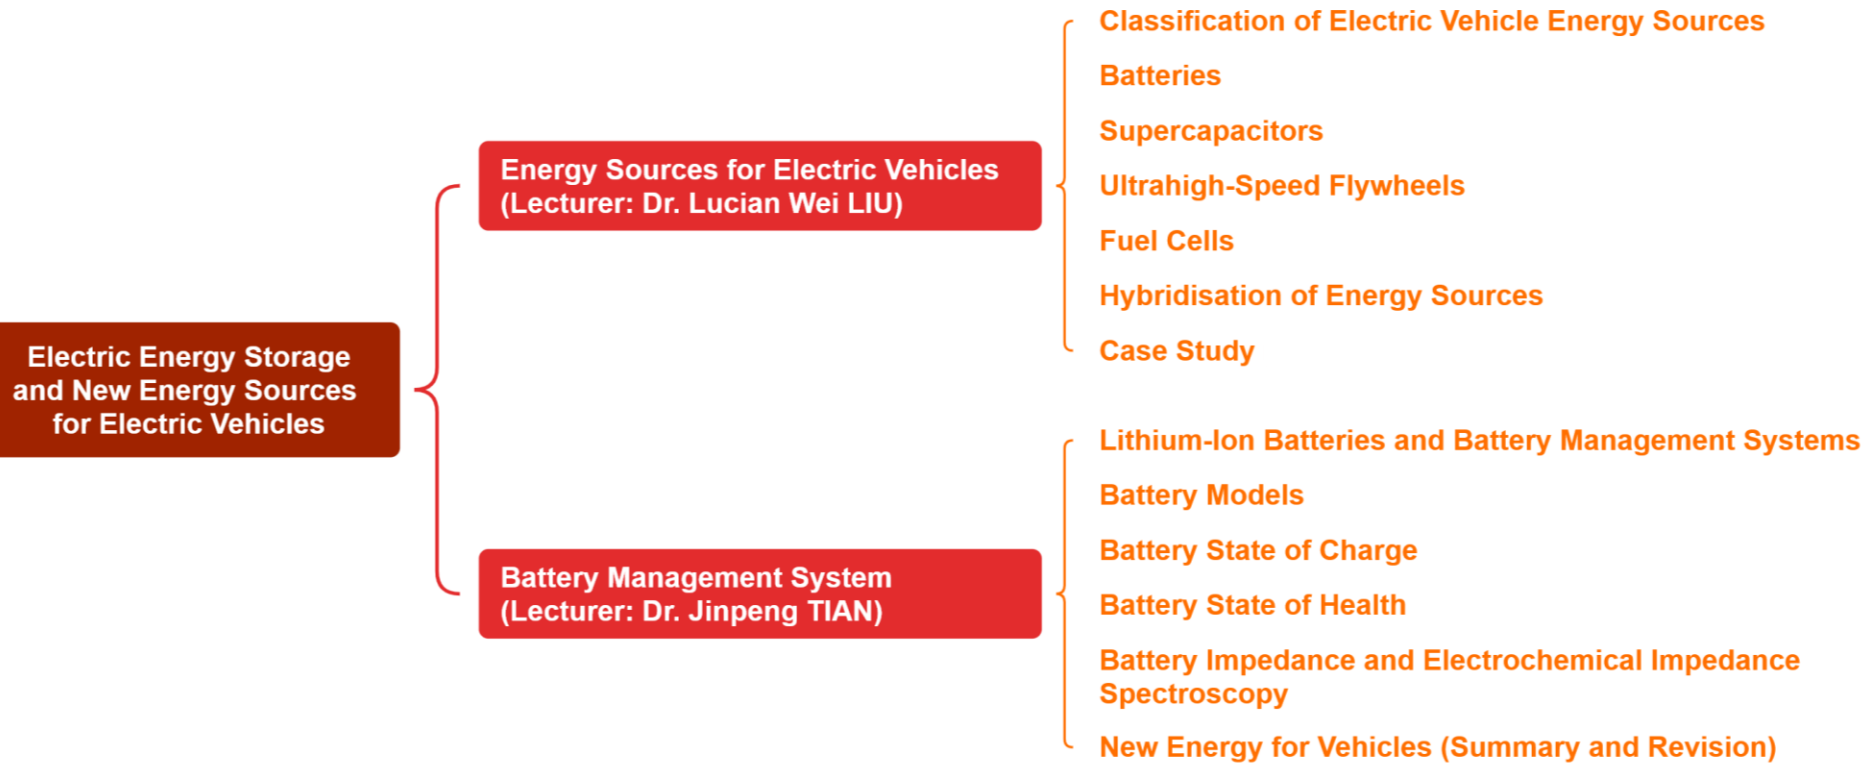 Electric Energy Storage
and New Energy Sources
for Electric Vehicles
Energy Sources for Electric Vehicles
(Lecturer: Dr. Lucian Wei LIU)
Classification of Electric Vehicle Energy Sources
Batteries
Supercapacitors
Ultrahigh-Speed Flywheels
Fuel Cells
Hybridisation of Energy Sources
Case Study
Battery Management System
(Lecturer: Dr. Jinpeng TIAN)
Lithium-Ion Batteries and Battery Management Systems
Battery Models
Battery State of Charge
Battery State of Health
Battery Impedance and Electrochemical Impedance
Spectroscopy
New Energy for Vehicles (Summary and Revision)